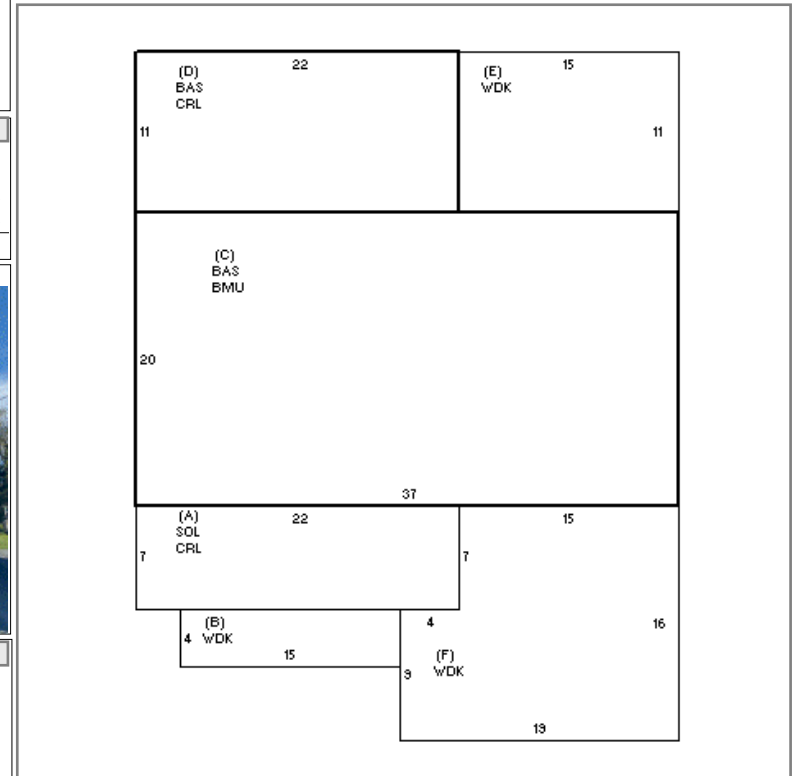 22
(D)
BAS
CRL
11
15
(E)
WDK
11
(C)
BAS
BMU
20
37
(A)
SOL
CRL
22
7
15
7
16
(B)
4 WDK
15
4
(F)
WDK
9
19